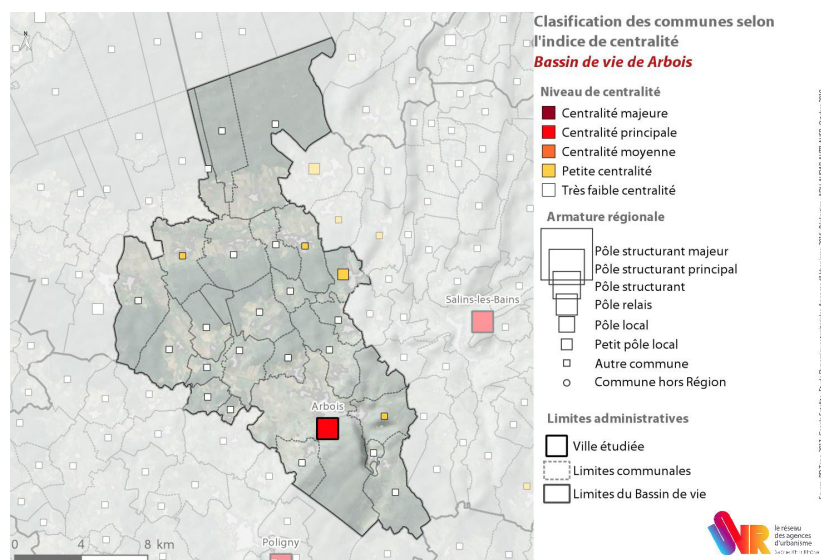 Clasification des communes selon
l'indice de centralité
Bassin de vie de Arbois
Niveau de centralité
Centralité majeure
Centralité principale
Centralité moyenne
Petite centralité
Très faible centralité
Armature régionale
Pôle structurant majeur
Pôle structurant principal
Pôle structurant
Pôle relais
Pôle local
Petit pôle local
Autre commune
Commune hors Région
Limites administratives
Ville étudiée
Limites communales
Limites du Bassin de vie
N
Salins-les-Bains
Arbois
Poligny
0 4 8 km
le réseau
des agences
d'urbanisme